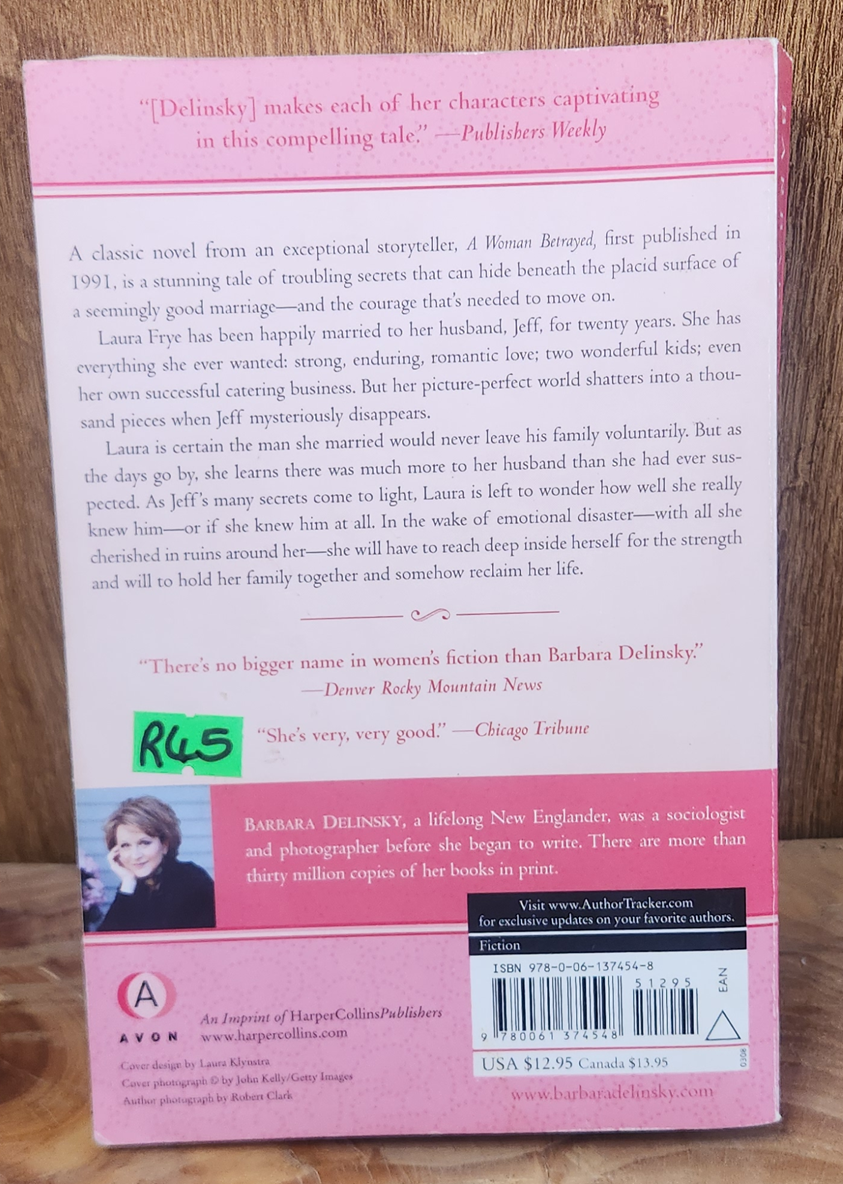 “[Delinsky] makes each of her characters captivating
in this compelling tale.” —Publishers Weekly
A classic novel from an exceptional storyteller, A Woman Betrayed, first published in
1991, is a stunning tale of troubling secrets that can hide beneath the placid surface of
a seemingly good marriage—and the courage that’s needed to move on.
Laura Frye has been happily married to her husband, Jeff, for twenty years. She has
everything she ever wanted: strong, enduring, romantic love; two wonderful kids; even
her own successful catering business. But her picture-perfect world shatters into a thou-
sand pieces when Jeff mysteriously disappears.
Laura is certain the man she married would never leave his family voluntarily. But as
the days go by, she learns there was much more to her husband than she had ever sus-
pected. As Jeff’s many secrets come to light, Laura is left to wonder how well she really
knew him—or if she knew him at all. In the wake of emotional disaster—with all she
cherished in ruins around her—she will have to reach deep inside herself for the strength
and will to hold her family together and somehow reclaim her life.
“There’s no bigger name in women’s fiction than Barbara Delinsky.”
—Denver Rocky Mountain News
R45
“She’s very, very good.” —Chicago Tribune
BARBARA DELINSKY, a lifelong New Englander, was a sociologist
and photographer before she began to write. There are more than
thirty million copies of her books in print.
Visit www.AuthorTracker.com
for exclusive updates on your favorite authors.
Fiction
ISBN 978-0-06-137454-8
51295
EAN
9 780061 374548
USA $12.95 Canada $13.95
0308
www.barbaradelinsky.com
A
AVON
An Imprint of HarperCollinsPublishers
www.harpercollins.com
Cover design by Laura Klynstra
Cover photograph © by John Kelly/Getty Images
Author photograph by Robert Clark